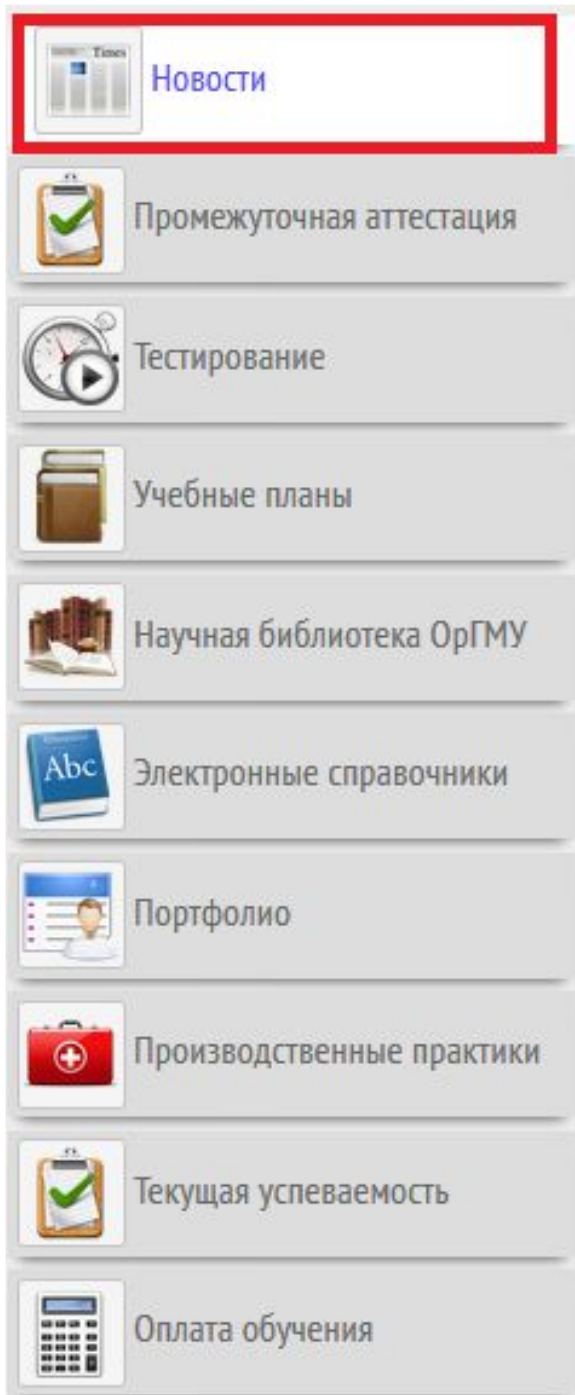 Times
Новости
Промежуточная аттестация
Тестирование
Учебные планы
Научная библиотека ОрГМУ
Abc
Электронные справочники
Портфолио
Производственные практики
Текущая успеваемость
Оплата обучения